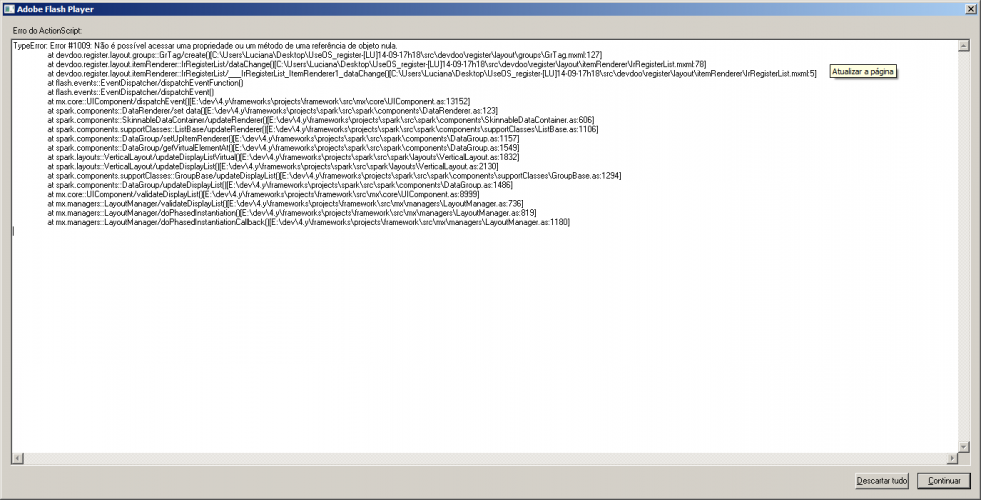 Adobe Flash Player
Erro do ActionScript:
TypeError: Error #1009: Não é possível acessar uma propriedade ou um método de uma referência de objeto nula.
at devdoo.register.layout.groups::GrTag/create()[C:\Users\Luciana\Desktop\UseOS_register-[LU]14-09-17h18\src\devdoo\register\layout\groups\GrTag.mxml:127]
at devdoo.register.layout.itemRenderer::IrRegisterList/dataChange()[C:\Users\Luciana\Desktop\UseOS_register-[LU]14-09-17h18\src\devdoo\register\layout\itemRenderer\IrRegisterList.mxml:78]
at devdoo.register.layout.itemRenderer::IrRegisterList/___IrRegisterList_ItemRenderer1_dataChange()[C:\Users\Luciana\Desktop\UseOS_register-[LU]14-09-17h18\src\devdoo\register\layout\itemRenderer\IrRegisterList.mxml:5]
Atualizar a página
at flash.events::EventDispatcher/dispatchEventFunction()
at flash.events::EventDispatcher/dispatchEvent()
at mx.core::UIComponent/dispatchEvent()[E:\dev\4.y\frameworks\projects\framework\src\mx\core\UIComponent.as:13152]
at spark.components::DataRenderer/set data()[E:\dev\4.y\frameworks\projects\spark\src\spark\components\DataRenderer.as:123]
at spark.components::SkinnableDataContainer/updateRenderer()[E:\dev\4.y\frameworks\projects\spark\src\spark\components\SkinnableDataContainer.as:606]
at spark.components.supportClasses::ListBase/updateRenderer()[E:\dev\4.y\frameworks\projects\spark\src\spark\components\supportClasses\ListBase.as:1106]
at spark.components::DataGroup/setUpItemRenderer()[E:\dev\4.y\frameworks\projects\spark\src\spark\components\DataGroup.as:1157]
at spark.components::DataGroup/getVirtualElementAt()[E:\dev\4.y\frameworks\projects\spark\src\spark\components\DataGroup.as:1549]
at spark.layouts::VerticalLayout/updateDisplayListVirtual()[E:\dev\4.y\frameworks\projects\spark\src\spark\layouts\VerticalLayout.as:1832]
at spark.layouts::VerticalLayout/updateDisplayList()[E:\dev\4.y\frameworks\projects\spark\src\spark\layouts\VerticalLayout.as:2130]
at spark.components.supportClasses::GroupBase/updateDisplayList()[E:\dev\4.y\frameworks\projects\spark\src\spark\components\supportClasses\GroupBase.as:1294]
at spark.components::DataGroup/updateDisplayList()[E:\dev\4.y\frameworks\projects\spark\src\spark\components\DataGroup.as:1486]
at mx.core::UIComponent/validateDisplayList()[E:\dev\4.y\frameworks\projects\framework\src\mx\core\UIComponent.as:8999]
at mx.managers::LayoutManager/validateDisplayList()[E:\dev\4.y\frameworks\projects\framework\src\mx\managers\LayoutManager.as:736]
at mx.managers::LayoutManager/doPhasedInstantiation()[E:\dev\4.y\frameworks\projects\framework\src\mx\managers\LayoutManager.as:819]
at mx.managers::LayoutManager/doPhasedInstantiationCallback()[E:\dev\4.y\frameworks\projects\framework\src\mx\managers\LayoutManager.as:1180]
Descartar tudo
Continuar